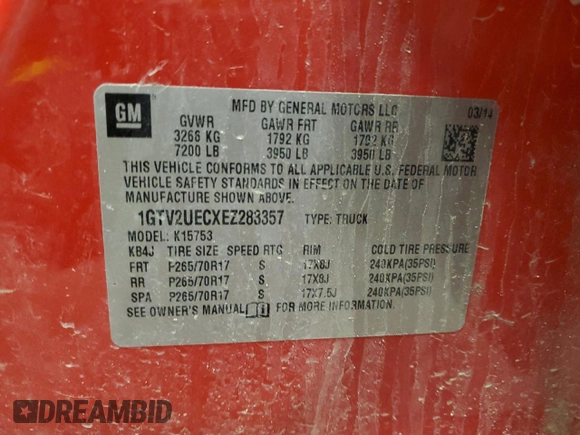 GM
MFD BY GENERAL MOTORS LLC 03/14
GVWR GAWR FRT GAWR RR
3266 KG 1792 KG 1792 KG
7200 LB 3950 LB 3950 LB
THIS VEHICLE CONFORMS TO ALL APPLICABLE U.S. FEDERAL MOTOR
VEHICLE SAFETY STANDARDS IN EFFECT ON THE DATE OF
MANUFACTURE SHOWN ABOVE.
1GTV2UECXEZ283357 TYPE: TRUCK
MODEL: K15753
KB4J TIRE SIZE SPEED RTG RIM COLD TIRE PRESSURE
FRT P265/70R17 S 17X8J 240KPA(35PSI)
RR P265/70R17 S 17X8J 240KPA(35PSI)
SPA P265/70R17 S 17X7.5J 240KPA(35PSI)
SEE OWNER'S MANUAL FOR MORE INFORMATION.
DREAMBID